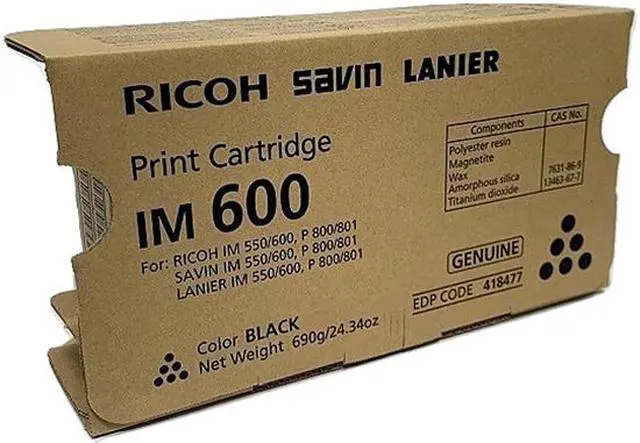 RICOH savin LANIER
Print Cartridge
IM 600
For: RICOH IM 550/600, P 800/801
SAVIN IM 550/600, P 800/801
LANIER IM 550/600, P 800/801
Color BLACK
Net Weight 690g/24.34oz
Components CAS No.
Polyester resin
Magnetite
Wax
Amorphous silica 7631-86-9
Titanium dioxide 13463-67-7
GENUINE
EDP CODE 418477